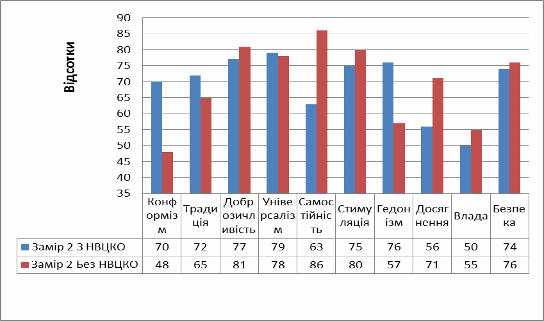 Відсотки
90
85
80
75
70
65
60
55
50
45
40
35
Конф
ормізм
м
Тради
ція
Добр
озичл
ивість
Уніве
рсалiз
м
Самос
тійніс
ть
Стиму
ляція
Гедон
ізм
Досяг
нення
Влада
Безпе
ка
Замір 2 З НВЦКО 70 72 77 79 63 75 76 56 50 74
Замір 2 Без НВЦКО 48 65 81 78 86 80 57 71 55 76